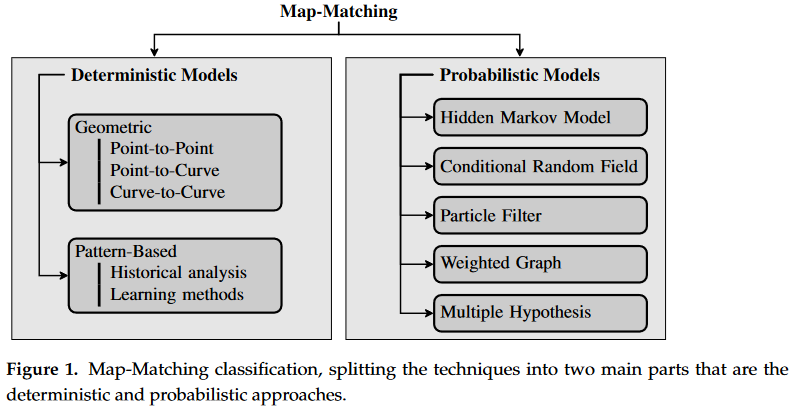 Map-Matching
Deterministic Models
Geometric
Point-to-Point
Point-to-Curve
Curve-to-Curve
Pattern-Based
Historical analysis
Learning methods
Probabilistic Models
Hidden Markov Model
Conditional Random Field
Particle Filter
Weighted Graph
Multiple Hypothesis
Figure 1. Map-Matching classification, splitting the techniques into two main parts that are the
deterministic and probabilistic approaches.